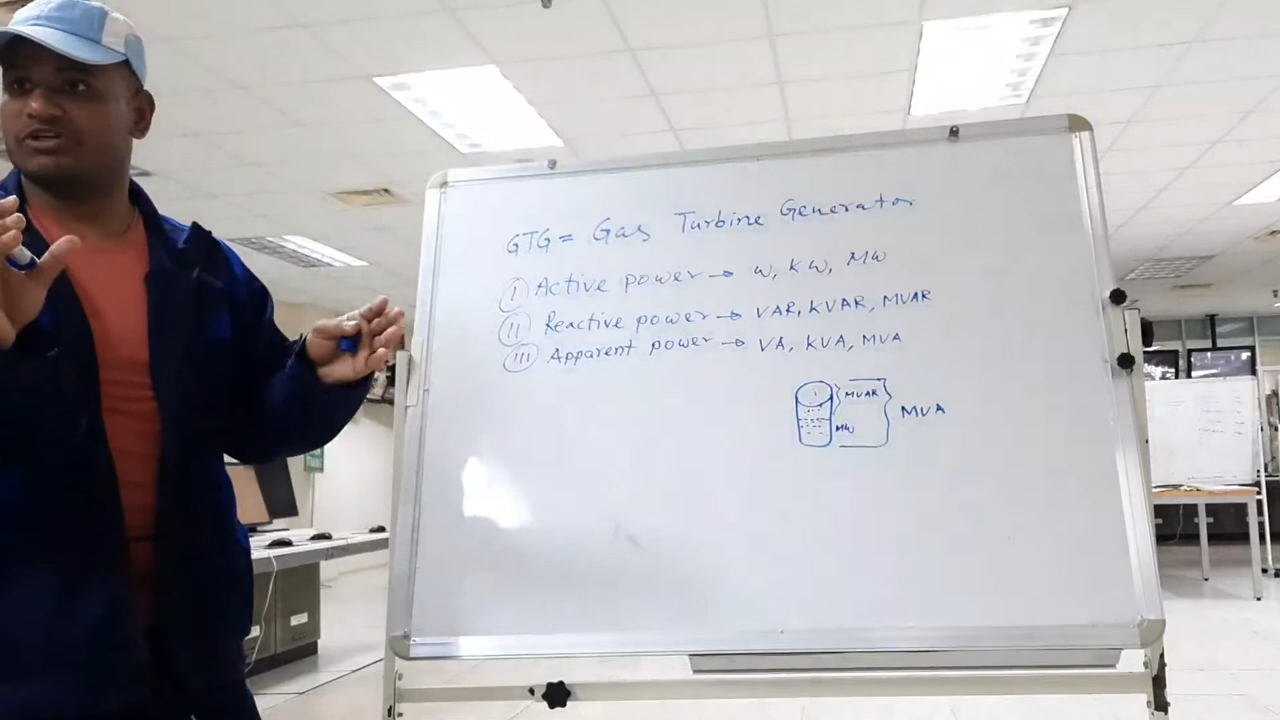 GTG = Gas Turbine Generator
I Active power → W, KW, MW
II Reactive power → VAR, KVAR, MVAR
III Apparent power → VA, KVA, MVA
MVAR
MW
MVA